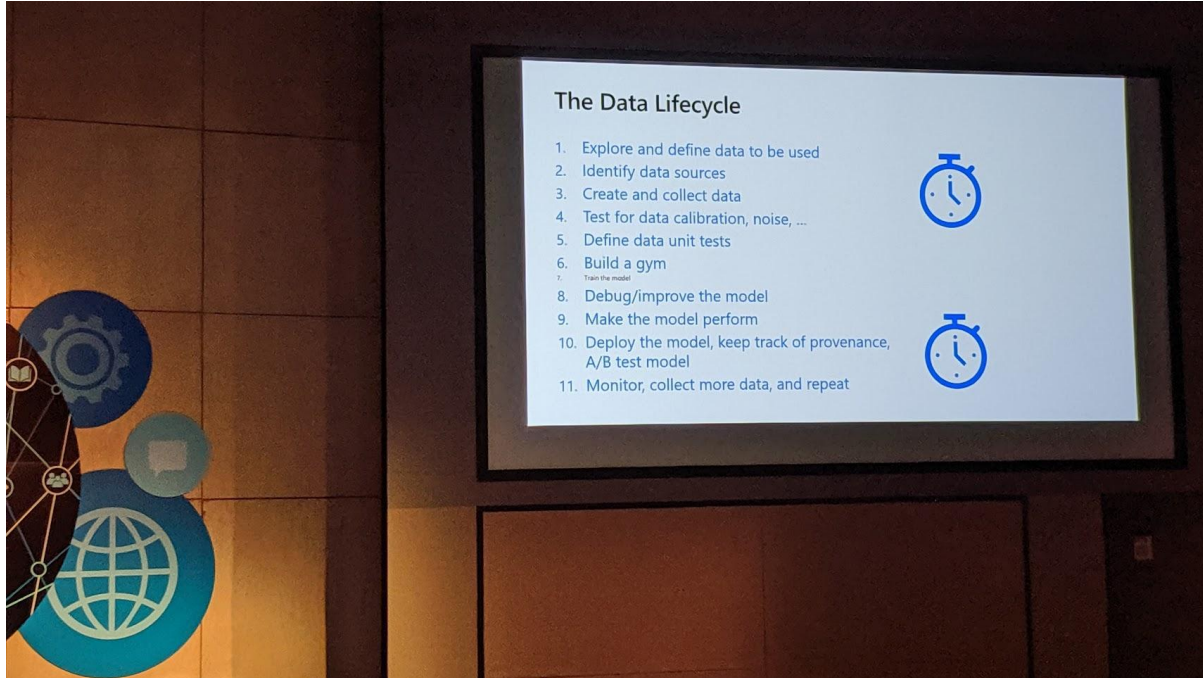 The Data Lifecycle
1. Explore and define data to be used
2. Identify data sources
3. Create and collect data
4. Test for data calibration, noise, ...
5. Define data unit tests
6. Build a gym
7. Train the model
8. Debug/improve the model
9. Make the model perform
10. Deploy the model, keep track of provenance,
A/B test model
11. Monitor, collect more data, and repeat